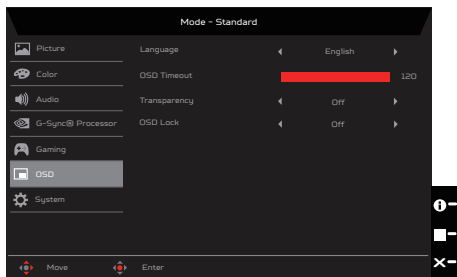 Mode - Standard
Picture
Language English
Color
OSD Timeout 120
Audio
Transparency Off
G-Sync® Processor
OSD Lock Off
Gaming
OSD
System
Move Enter